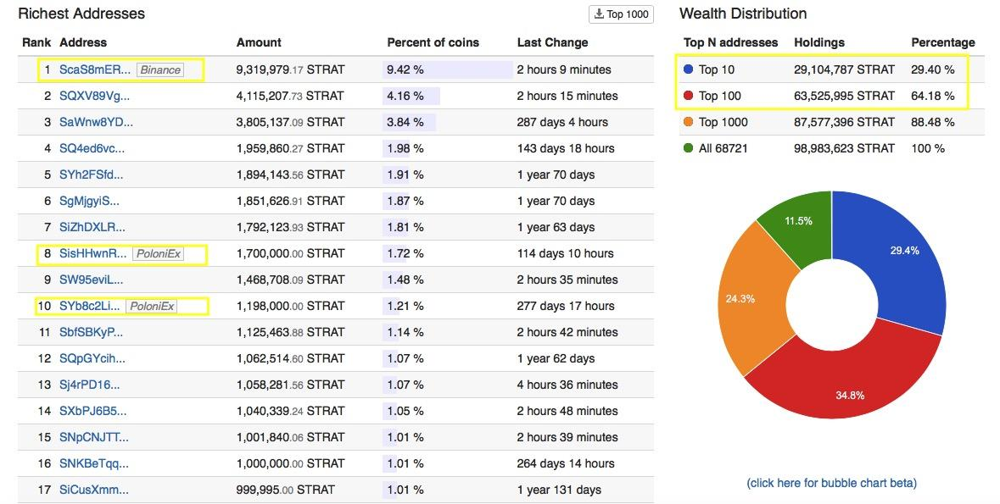 Richest Addresses
Top 1000
Rank Address Amount Percent of coins Last Change
1 ScaS8mER... Binance 9,319,979.17 STRAT 9.42 % 2 hours 9 minutes
2 SQXV89Vg... 4,115,207.73 STRAT 4.16 % 2 hours 15 minutes
3 SaWnw8YD... 3,805,137.09 STRAT 3.84 % 287 days 4 hours
4 SQ4ed6vc... 1,959,860.27 STRAT 1.98 % 143 days 18 hours
5 SYh2FSfd... 1,894,143.56 STRAT 1.91 % 1 year 70 days
6 SgMjgyiS... 1,851,626.91 STRAT 1.87 % 1 year 70 days
7 SiZhDXLR... 1,792,123.93 STRAT 1.81 % 1 year 63 days
8 SisHHwnR... PoloniEx 1,700,000.00 STRAT 1.72 % 114 days 10 hours
9 SW95eviL... 1,468,708.09 STRAT 1.48 % 2 hours 35 minutes
10 SYb8c2Li... PoloniEx 1,198,000.00 STRAT 1.21 % 277 days 17 hours
11 SbfSBKyP... 1,125,463.88 STRAT 1.14 % 2 hours 42 minutes
12 SQpGYcih... 1,062,514.60 STRAT 1.07 % 1 year 62 days
13 Sj4rPD16... 1,058,281.56 STRAT 1.07 % 4 hours 36 minutes
14 SXbPJ6B5... 1,040,339.24 STRAT 1.05 % 2 hours 48 minutes
15 SNpCNJTT... 1,001,840.06 STRAT 1.01 % 2 hours 39 minutes
16 SNKBeTqq... 1,000,000.00 STRAT 1.01 % 264 days 14 hours
17 SiCusXmm... 999,995.00 STRAT 1.01 % 1 year 131 days
Wealth Distribution
Top N addresses Holdings Percentage
Top 10 29,104,787 STRAT 29.40 %
Top 100 63,525,995 STRAT 64.18 %
Top 1000 87,577,396 STRAT 88.48 %
All 68721 98,983,623 STRAT 100 %
11.5%
29.4%
24.3%
34.8%
(click here for bubble chart beta)